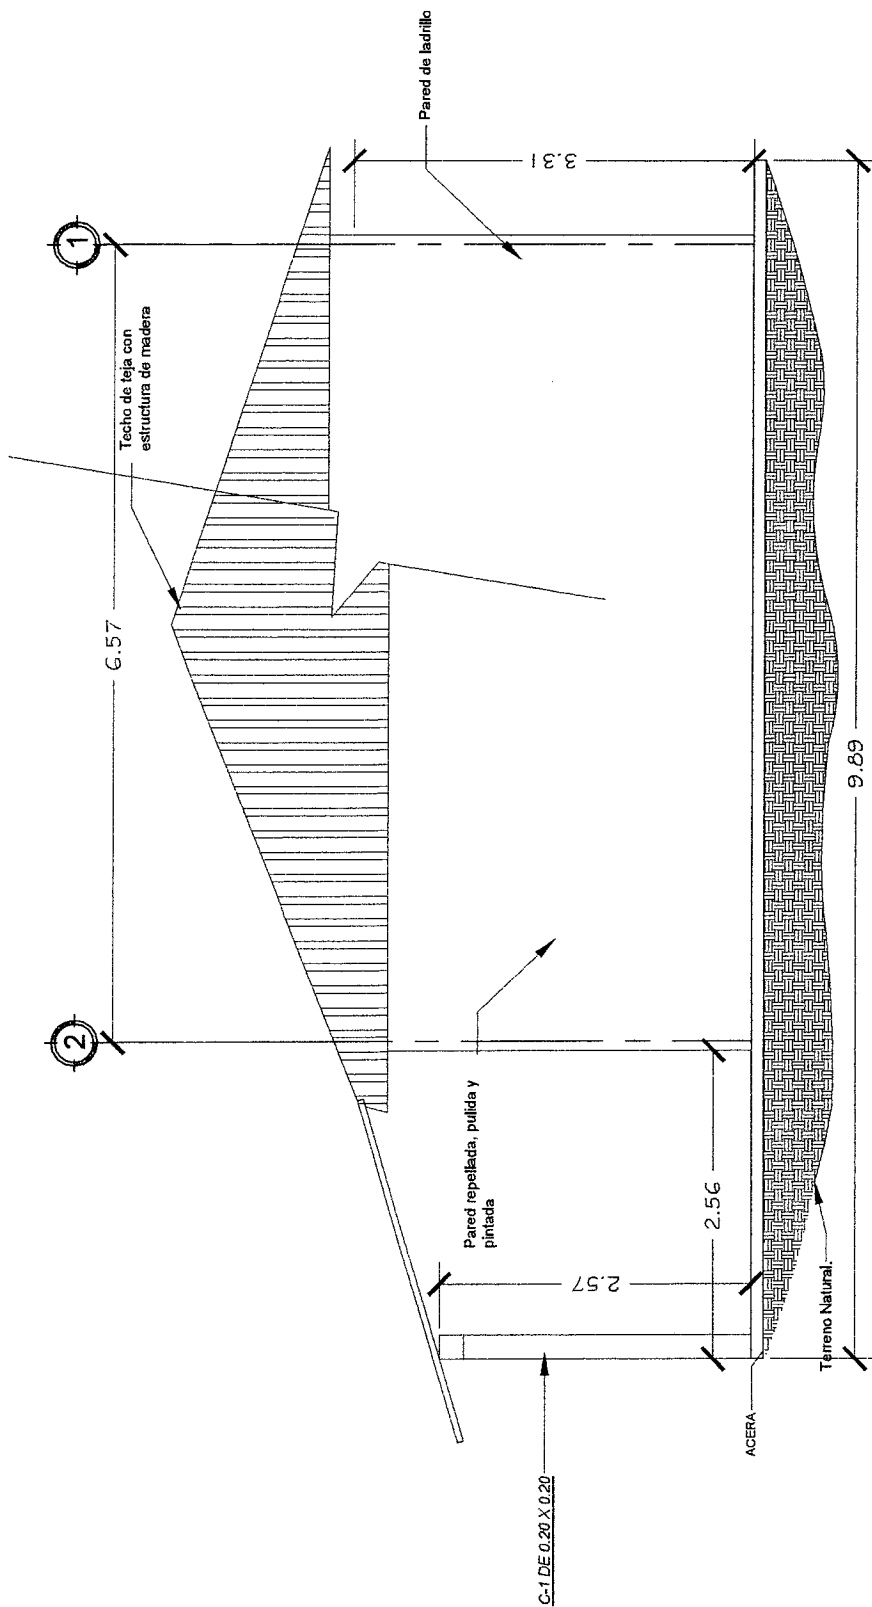 2
1
6.57
Techo de teja con
estructura de madera
Pared de ladrillo
3.31
Pared repellada, pulida y
pintada
2.57
2.56
C-1 DE 0.20 X 0.20
ACERA
Terreno Natural.
9.89